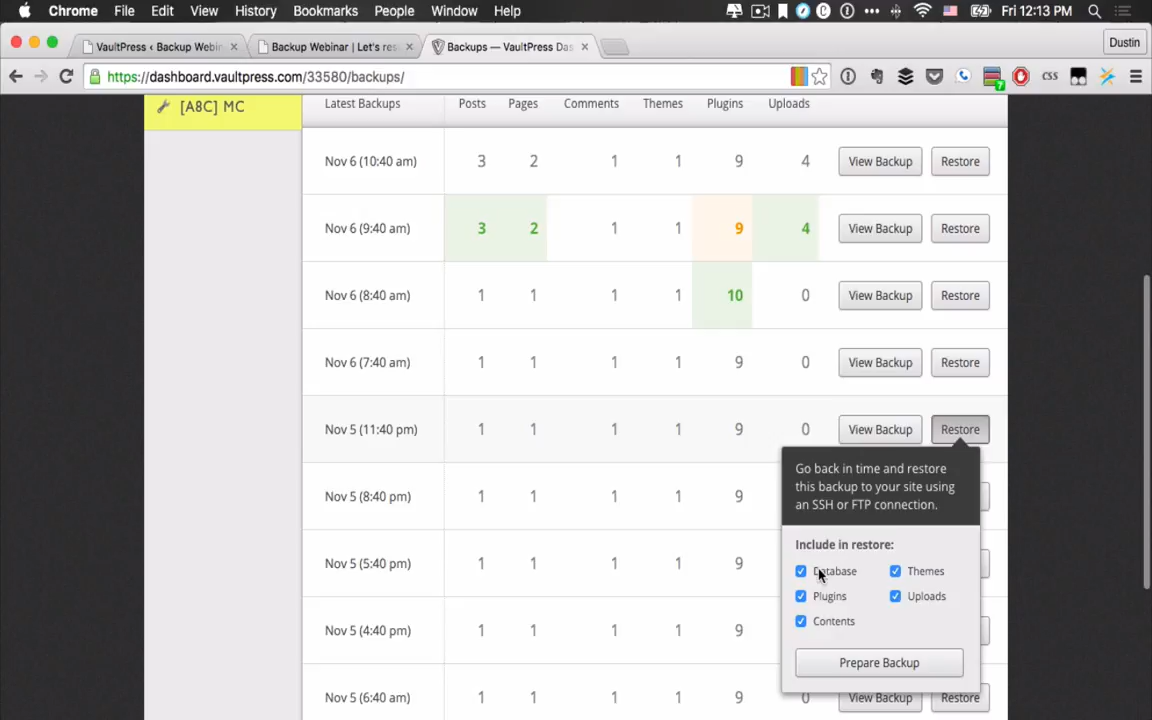 Chrome File Edit View History Bookmarks People Window Help Fri 12:13 PM
VaultPress ‹ Backup Webin
Backup Webinar | Let's res
Backups — VaultPress Das
Dustin
https://dashboard.vaultpress.com/33580/backups/
CSS
7
[A8C] MC
Latest Backups Posts Pages Comments Themes Plugins Uploads
Nov 6 (10:40 am) 3 2 1 1 9 4 View Backup Restore
Nov 6 (9:40 am) 3 2 1 1 9 4 View Backup Restore
Nov 6 (8:40 am) 1 1 1 1 10 0 View Backup Restore
Nov 6 (7:40 am) 1 1 1 1 9 0 View Backup Restore
Nov 5 (11:40 pm) 1 1 1 1 9 0 View Backup Restore
Go back in time and restore
this backup to your site using
an SSH or FTP connection.
Include in restore:
Database Themes
Plugins Uploads
Contents
Prepare Backup
Nov 5 (8:40 pm) 1 1 1 1 9
Nov 5 (5:40 pm) 1 1 1 1 9
Nov 5 (4:40 pm) 1 1 1 1 9
Nov 5 (6:40 am) 1 1 1 1 9 0 View Backup Restore